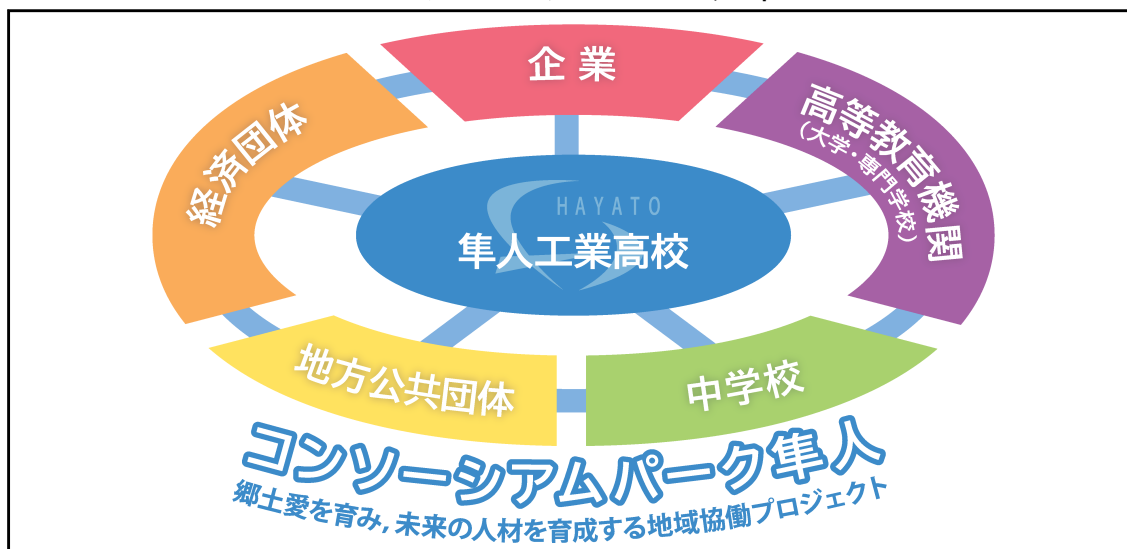 企業
経済団体
高等教育機関
(大学・専門学校)
HAYATO
隼人工業高校
地方公共団体
中学校
コンソーシアムパーク隼人
郷土愛を育み,未来の人材を育成する地域協働プロジェクト